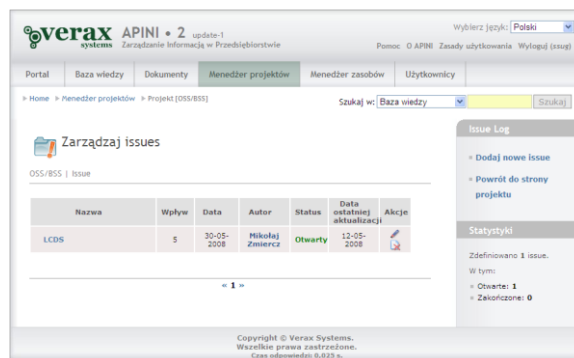 verax systems APINI • 2 update-1
Zarządzanie Informacją w Przedsiębiorstwie
Wybierz język: Polski
Pomoc O APINI Zasady użytkowania Wyloguj (ssug)
Portal Baza wiedzy Dokumenty Menedżer projektów Menedżer zasobów Użytkownicy
Home Menedżer projektów Projekt [OSS/BSS]
Szukaj w: Baza wiedzy Szukaj
Zarządzaj issues
OSS/BSS | Issue
Nazwa Wpływ Data Autor Status Data ostatniej aktualizacji Akcje
LCDS 5 30-05-2008 Mikołaj Zmiercz Otwarty 12-05-2008
« 1 »
Issue Log
Dodaj nowe issue
Powrót do strony
projektu
Statystyki
Zdefiniowano 1 issue.
W tym:
Otwarte: 1
Zakończone: 0
Copyright © Verax Systems.
Wszelkie prawa zastrzeżone.
Czas odpowiedzi: 0.025 s.